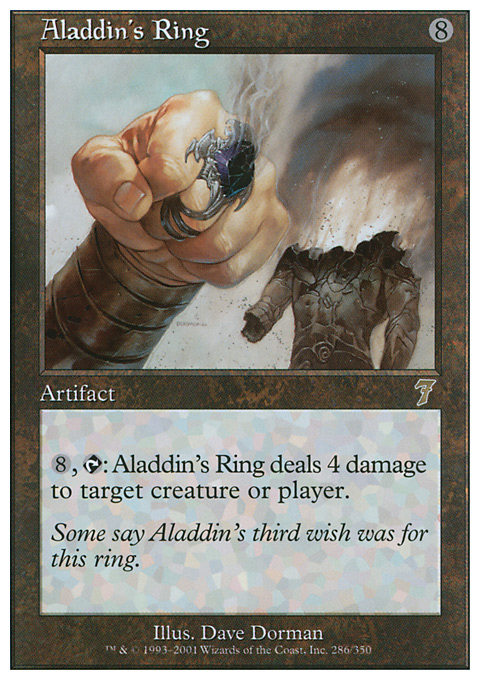 Aladdin's Ring 8
Artifact
8, : Aladdin's Ring deals 4 damage
to target creature or player.
Some say Aladdin's third wish was for
this ring.
Illus. Dave Dorman
™ & © 1993-2001 Wizards of the Coast, Inc. 286/350